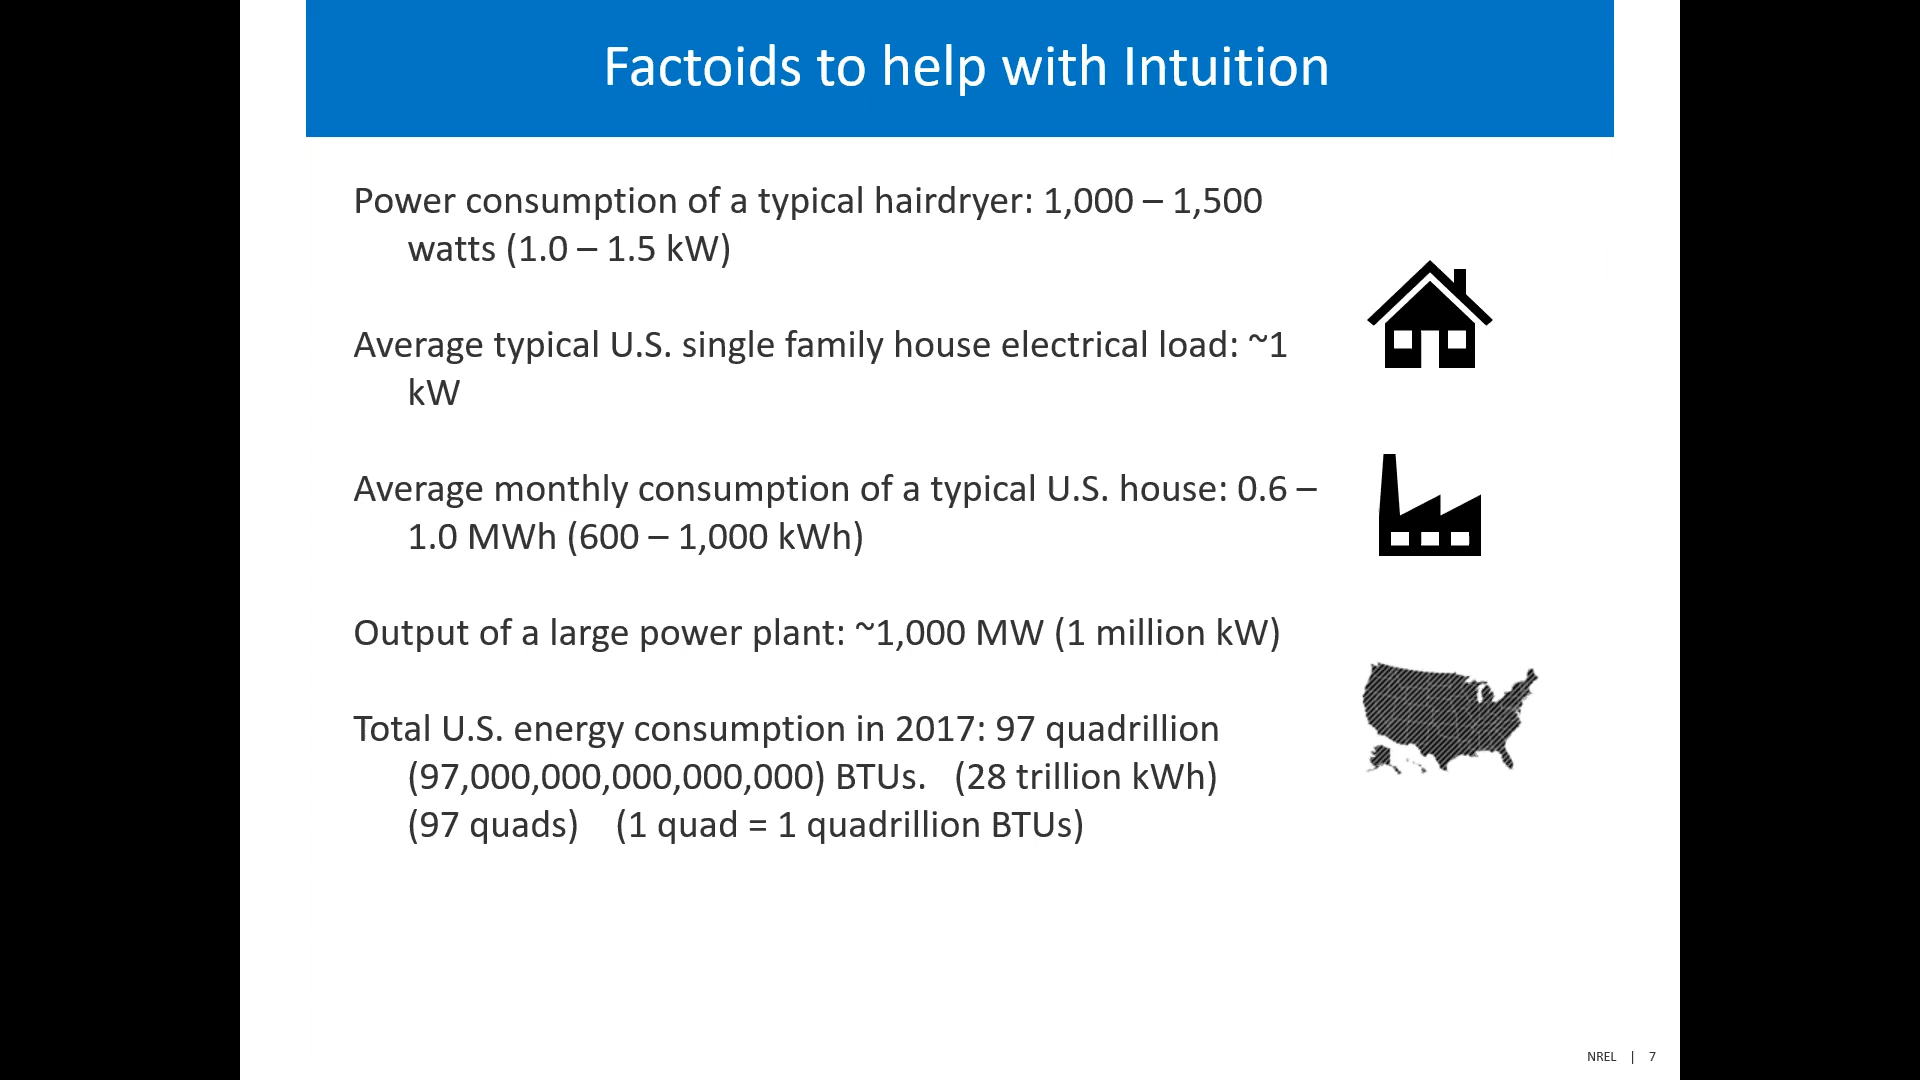 Factoids to help with Intuition
Power consumption of a typical hairdryer: 1,000 – 1,500
watts (1.0 – 1.5 kW)
Average typical U.S. single family house electrical load: ~1
kW
Average monthly consumption of a typical U.S. house: 0.6 –
1.0 MWh (600 – 1,000 kWh)
Output of a large power plant: ~1,000 MW (1 million kW)
Total U.S. energy consumption in 2017: 97 quadrillion
(97,000,000,000,000,000) BTUs.   (28 trillion kWh)
(97 quads)    (1 quad = 1 quadrillion BTUs)
NREL | 7